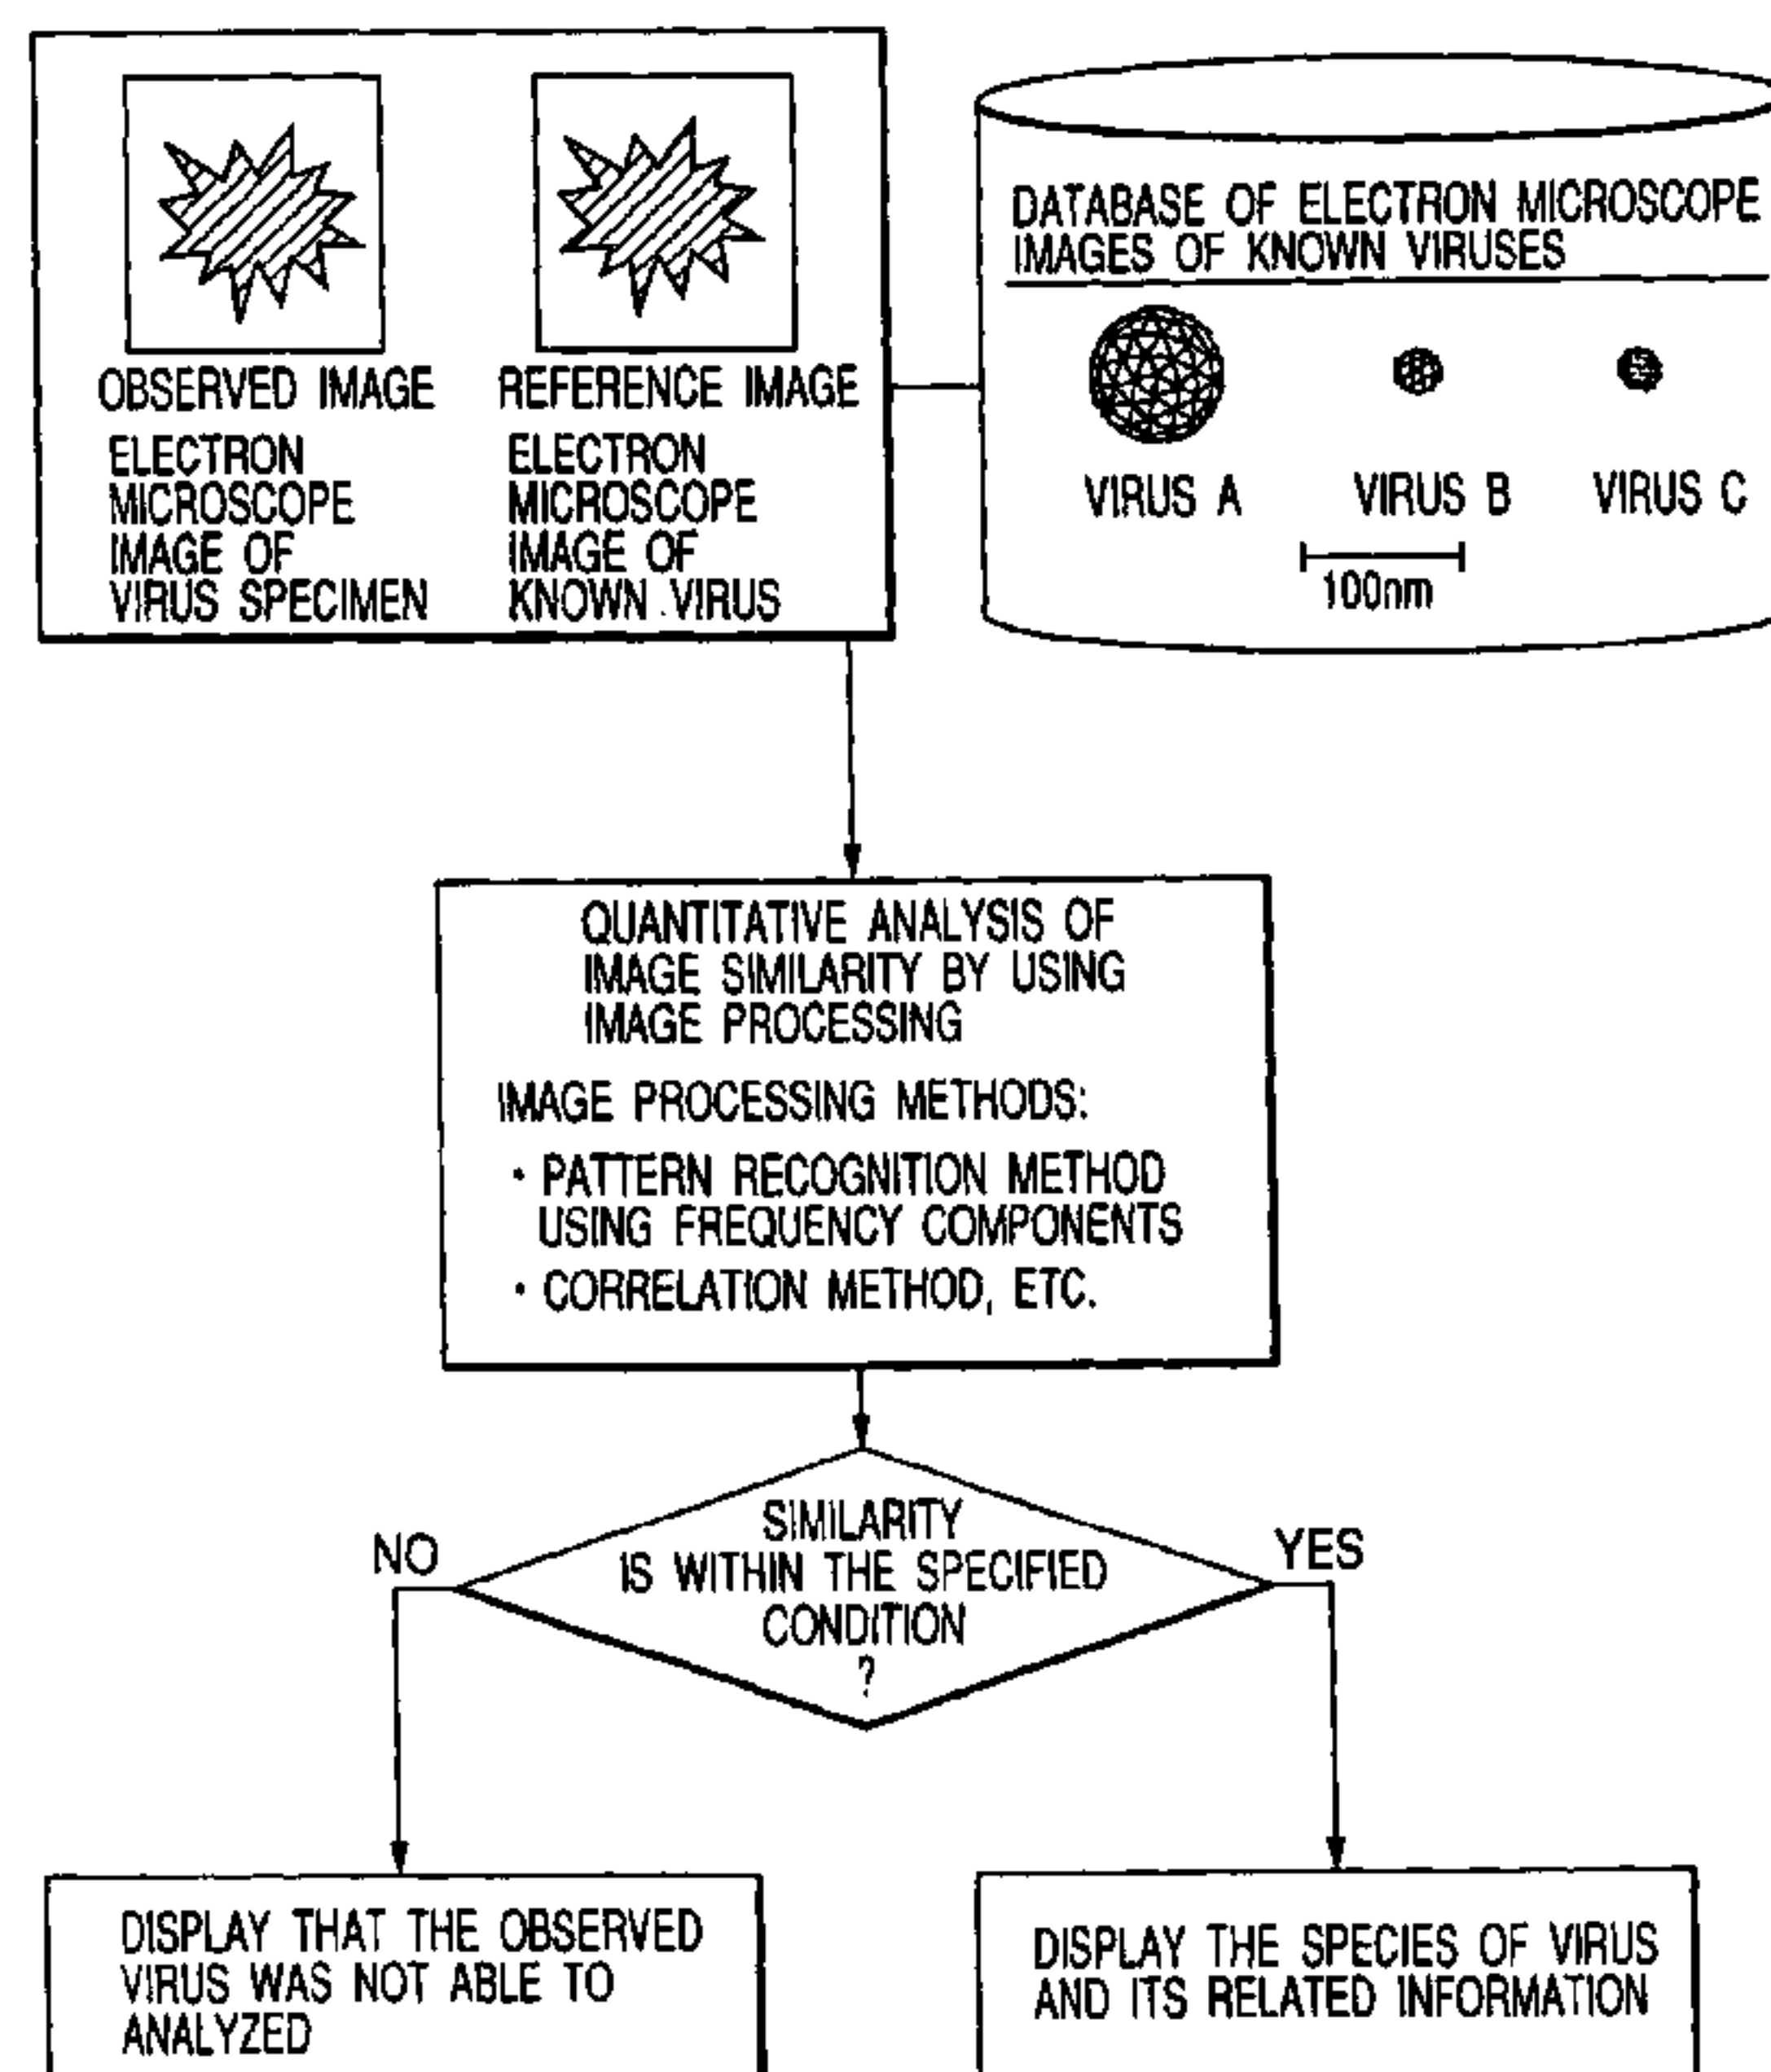 OBSERVED IMAGE
ELECTRON
MICROSCOPE
IMAGE OF
VIRUS SPECIMEN
REFERENCE IMAGE
ELECTRON
MICROSCOPE
IMAGE OF
KNOWN VIRUS
DATABASE OF ELECTRON MICROSCOPE
IMAGES OF KNOWN VIRUSES
VIRUS A
VIRUS B
VIRUS C
100nm
QUANTITATIVE ANALYSIS OF
IMAGE SIMILARITY BY USING
IMAGE PROCESSING
IMAGE PROCESSING METHODS:
• PATTERN RECOGNITION METHOD
USING FREQUENCY COMPONENTS
• CORRELATION METHOD, ETC.
SIMILARITY
IS WITHIN THE SPECIFIED
CONDITION
?
NO
YES
DISPLAY THAT THE OBSERVED
VIRUS WAS NOT ABLE TO
ANALYZED
DISPLAY THE SPECIES OF VIRUS
AND ITS RELATED INFORMATION